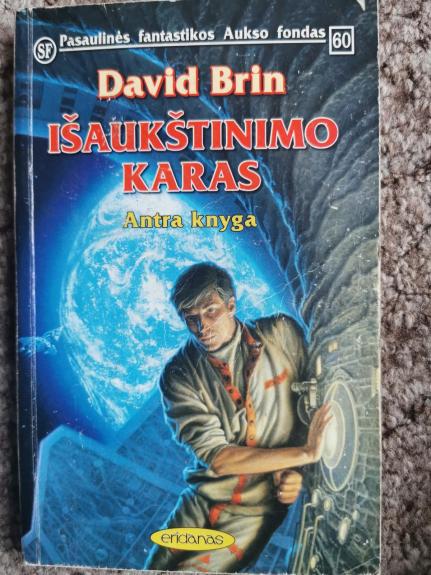 SF Pasaulinės fantastikos Aukso fondas 60
David Brin
IŠAUKŠTINIMO
KARAS
Antra knyga
eridanas